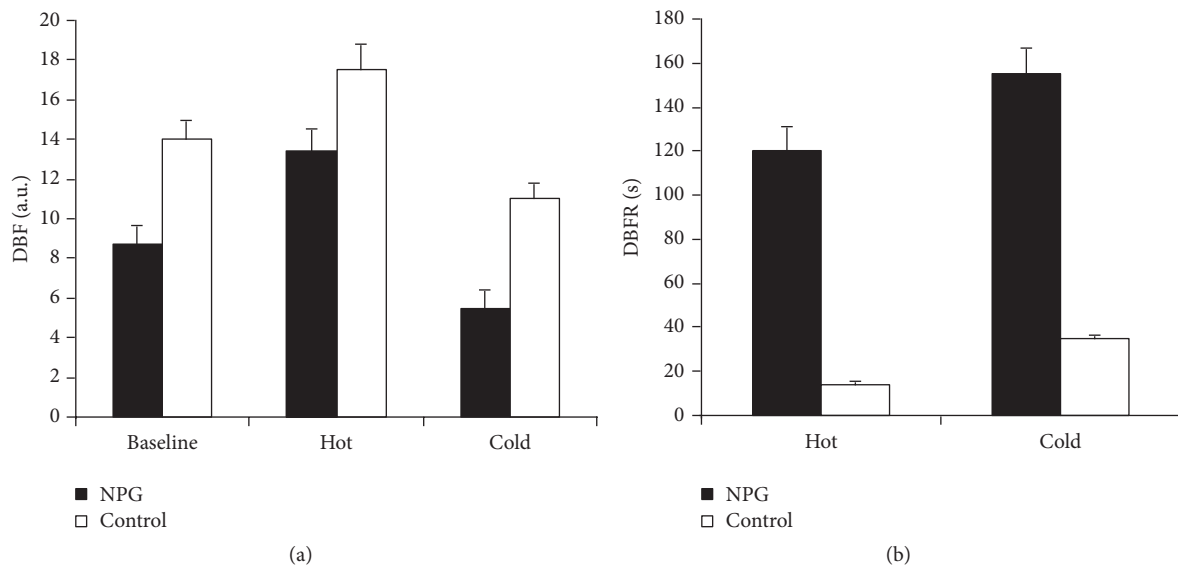 20
18
16
14
12
10
8
6
4
2
0
DBF (a.u.)
Baseline
Hot
Cold
NPG
Control
(a)
180
160
140
120
100
80
60
40
20
0
DBFR (s)
Hot
Cold
NPG
Control
(b)